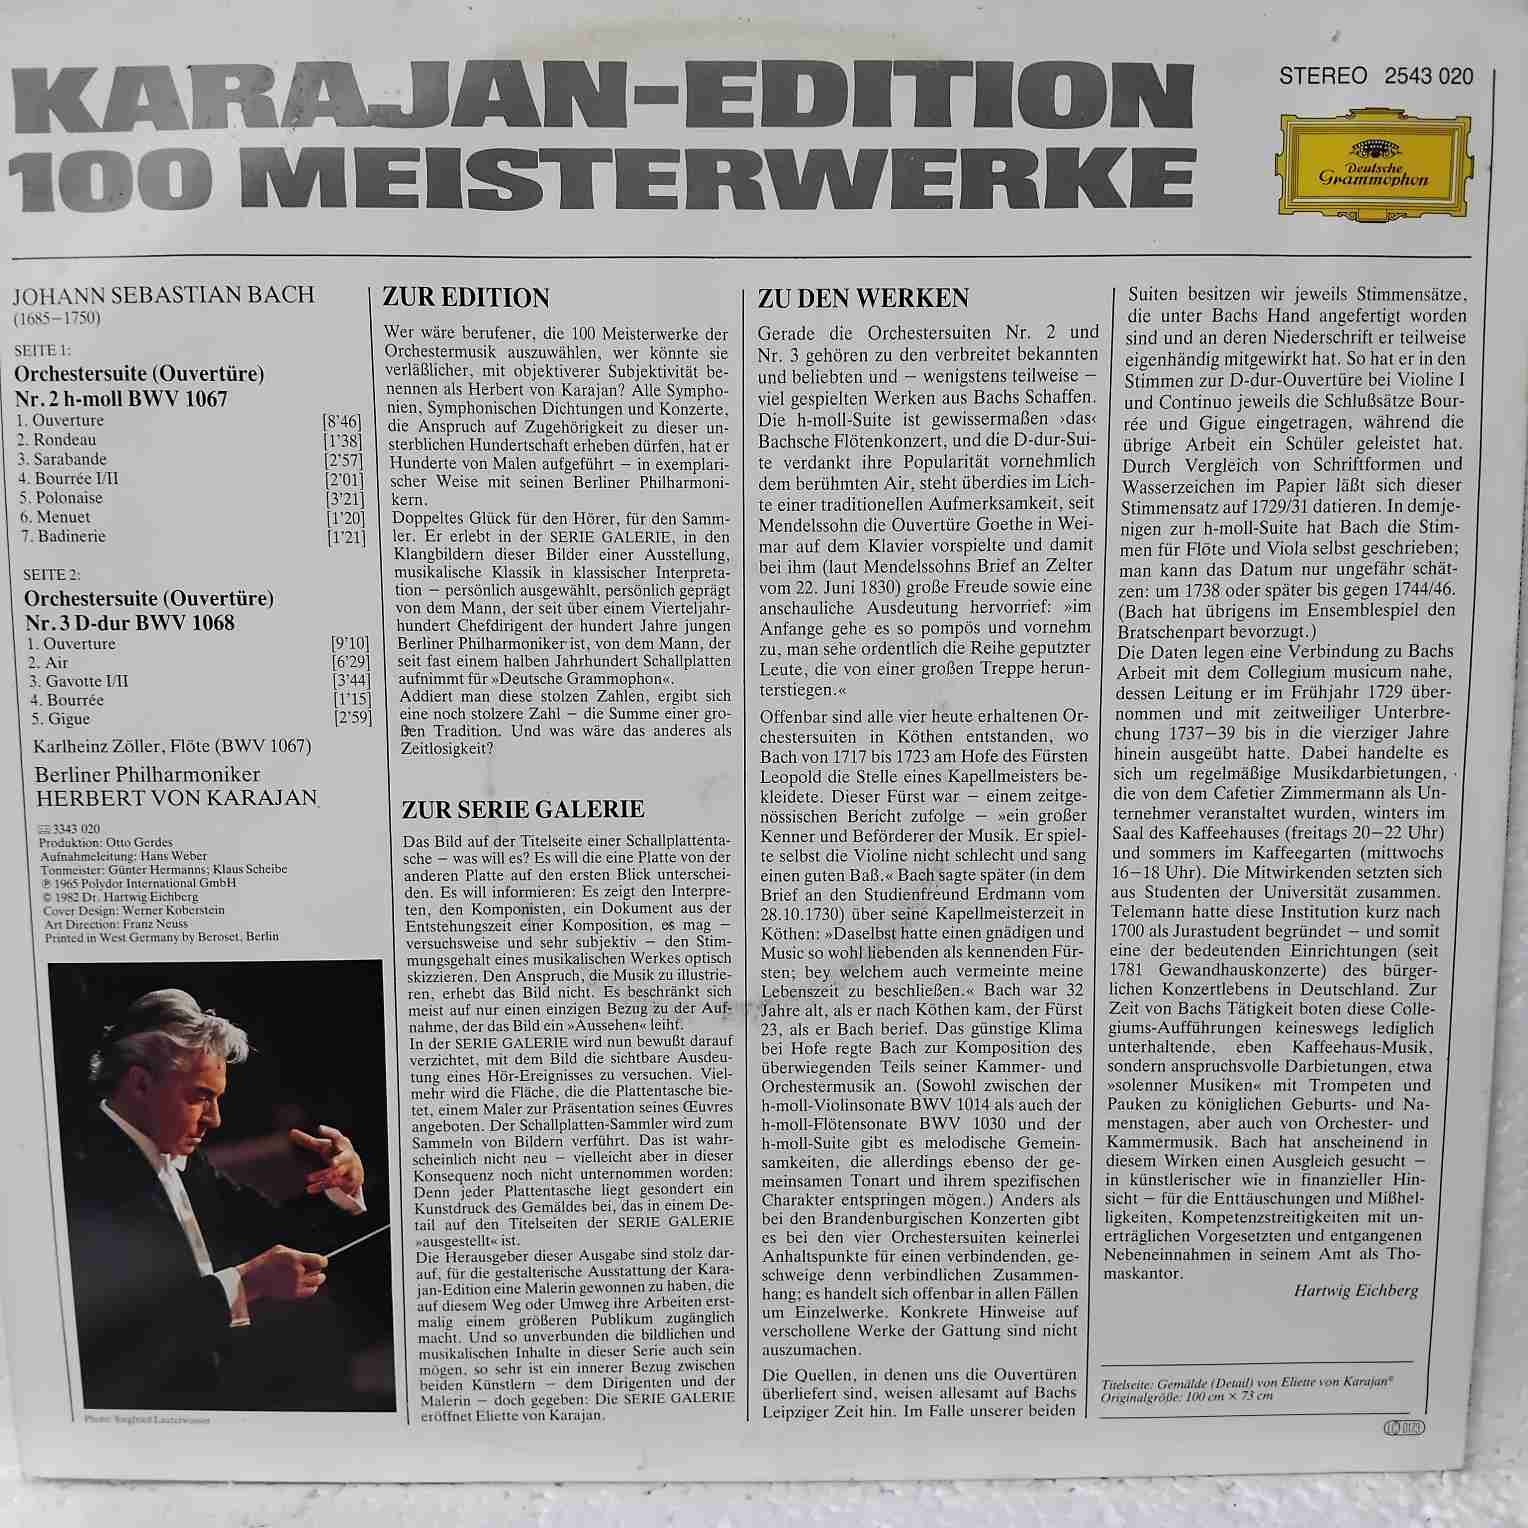 KARAJAN-EDITION
100 MEISTERWERKE
STEREO 2543 020
Deutsche
Grammophon
JOHANN SEBASTIAN BACH
(1685–1750)
SEITE 1:
Orchestersuite (Ouvertüre)
Nr. 2 h-moll BWV 1067
1. Ouverture [8'46]
2. Rondeau [1'38]
3. Sarabande [2'57]
4. Bourrée I/II [2'01]
5. Polonaise [3'21]
6. Menuet [1'20]
7. Badinerie [1'21]
SEITE 2:
Orchestersuite (Ouvertüre)
Nr. 3 D-dur BWV 1068
1. Ouverture [9'10]
2. Air [6'29]
3. Gavotte I/II [3'44]
4. Bourrée [1'15]
5. Gigue [2'59]
Karlheinz Zöller, Flöte (BWV 1067)
Berliner Philharmoniker
HERBERT VON KARAJAN
3343 020
Produktion: Otto Gerdes
Aufnahmeleitung: Hans Weber
Tonmeister: Günter Hermanns; Klaus Scheibe
℗ 1965 Polydor International GmbH
© 1982 Dr. Hartwig Eichberg
Cover Design: Werner Koberstein
Art Direction: Franz Neuss
Printed in West Germany by Beroset, Berlin
Photo: Siegfried Lauterwasser
ZUR EDITION
Wer wäre berufener, die 100 Meisterwerke der
Orchestermusik auszuwählen, wer könnte sie
verläßlicher, mit objektiverer Subjektivität be-
nennen als Herbert von Karajan? Alle Sympho-
nien, Symphonischen Dichtungen und Konzerte,
die Anspruch auf Zugehörigkeit zu dieser un-
sterblichen Hundertschaft erheben dürfen, hat er
Hunderte von Malen aufgeführt – in exemplari-
scher Weise mit seinen Berliner Philharmoni-
kern.
Doppeltes Glück für den Hörer, für den Samm-
ler. Er erlebt in der SERIE GALERIE, in den
Klangbildern dieser Bilder einer Ausstellung,
musikalische Klassik in klassischer Interpreta-
tion – persönlich ausgewählt, persönlich geprägt
von dem Mann, der seit über einem Vierteljahr-
hundert Chefdirigent der hundert Jahre jungen
Berliner Philharmoniker ist, von dem Mann, der
seit fast einem halben Jahrhundert Schallplatten
aufnimmt für »Deutsche Grammophon«.
Addiert man diese stolzen Zahlen, ergibt sich
eine noch stolzere Zahl – die Summe einer gro-
ßen Tradition. Und was wäre das anderes als
Zeitlosigkeit?
ZUR SERIE GALERIE
Das Bild auf der Titelseite einer Schallplattenta-
sche – was will es? Es will die eine Platte von der
anderen Platte auf den ersten Blick unterschei-
den. Es will informieren: Es zeigt den Interpre-
ten, den Komponisten, ein Dokument aus der
Entstehungszeit einer Komposition, es mag –
versuchsweise und sehr subjektiv – den Stim-
mungsgehalt eines musikalischen Werkes optisch
skizzieren. Den Anspruch, die Musik zu illustrie-
ren, erhebt das Bild nicht. Es beschränkt sich
meist auf nur einen einzigen Bezug zu der Auf-
nahme, der das Bild ein »Aussehen« leiht.
In der SERIE GALERIE wird nun bewußt darauf
verzichtet, mit dem Bild die sichtbare Ausdeu-
tung eines Hör-Ereignisses zu versuchen. Viel-
mehr wird die Fläche, die die Plattentasche bie-
tet, einem Maler zur Präsentation seines Œuvres
angeboten. Der Schallplatten-Sammler wird zum
Sammeln von Bildern verführt. Das ist wahr-
scheinlich nicht neu – vielleicht aber in dieser
Konsequenz noch nicht unternommen worden:
Denn jeder Plattentasche liegt gesondert ein
Kunstdruck des Gemäldes bei, das in einem De-
tail auf den Titelseiten der SERIE GALERIE
»ausgestellt« ist.
Die Herausgeber dieser Ausgabe sind stolz dar-
auf, für die gestalterische Ausstattung der Kara-
jan-Edition eine Malerin gewonnen zu haben, die
auf diesem Weg oder Umweg ihre Arbeiten erst-
malig einem größeren Publikum zugänglich
macht. Und so unverbunden die bildlichen und
musikalischen Inhalte in dieser Serie auch sein
mögen, so sehr ist ein innerer Bezug zwischen
beiden Künstlern – dem Dirigenten und der
Malerin – doch gegeben: Die SERIE GALERIE
eröffnet Eliette von Karajan.
ZU DEN WERKEN
Gerade die Orchestersuiten Nr. 2 und
Nr. 3 gehören zu den verbreitet bekannten
und beliebten und – wenigstens teilweise –
viel gespielten Werken aus Bachs Schaffen.
Die h-moll-Suite ist gewissermaßen ›das‹
Bachsche Flötenkonzert, und die D-dur-Sui-
te verdankt ihre Popularität vornehmlich
dem berühmten Air, steht überdies im Lich-
te einer traditionellen Aufmerksamkeit, seit
Mendelssohn die Ouvertüre Goethe in Wei-
mar auf dem Klavier vorspielte und damit
bei ihm (laut Mendelssohns Brief an Zelter
vom 22. Juni 1830) große Freude sowie eine
anschauliche Ausdeutung hervorrief: »im
Anfange gehe es so pompös und vornehm
zu, man sehe ordentlich die Reihe geputzter
Leute, die von einer großen Treppe herun-
terstiegen.«
Offenbar sind alle vier heute erhaltenen Or-
chestersuiten in Köthen entstanden, wo
Bach von 1717 bis 1723 am Hofe des Fürsten
Leopold die Stelle eines Kapellmeisters be-
kleidete. Dieser Fürst war – einem zeitge-
nössischen Bericht zufolge – »ein großer
Kenner und Beförderer der Musik. Er spiel-
te selbst die Violine nicht schlecht und sang
einen guten Baß.« Bach sagte später (in dem
Brief an den Studienfreund Erdmann vom
28.10.1730) über seine Kapellmeisterzeit in
Köthen: »Daselbst hatte einen gnädigen und
Music so wohl liebenden als kennenden Für-
sten; bey welchem auch vermeinte meine
Lebenszeit zu beschließen.« Bach war 32
Jahre alt, als er nach Köthen kam, der Fürst
23, als er Bach berief. Das günstige Klima
bei Hofe regte Bach zur Komposition des
überwiegenden Teils seiner Kammer- und
Orchestermusik an. (Sowohl zwischen der
h-moll-Violinsonate BWV 1014 als auch der
h-moll-Flötensonate BWV 1030 und der
h-moll-Suite gibt es melodische Gemein-
samkeiten, die allerdings ebenso der ge-
meinsamen Tonart und ihrem spezifischen
Charakter entspringen mögen.) Anders als
bei den Brandenburgischen Konzerten gibt
es bei den vier Orchestersuiten keinerlei
Anhaltspunkte für einen verbindenden, ge-
schweige denn verbindlichen Zusammen-
hang; es handelt sich offenbar in allen Fällen
um Einzelwerke. Konkrete Hinweise auf
verschollene Werke der Gattung sind nicht
auszumachen.
Die Quellen, in denen uns die Ouvertüren
überliefert sind, weisen allesamt auf Bachs
Leipziger Zeit hin. Im Falle unserer beiden
Suiten besitzen wir jeweils Stimmensätze,
die unter Bachs Hand angefertigt worden
sind und an deren Niederschrift er teilweise
eigenhändig mitgewirkt hat. So hat er in den
Stimmen zur D-dur-Ouvertüre bei Violine I
und Continuo jeweils die Schlußsätze Bour-
rée und Gigue eingetragen, während die
übrige Arbeit ein Schüler geleistet hat.
Durch Vergleich von Schriftformen und
Wasserzeichen im Papier läßt sich dieser
Stimmensatz auf 1729/31 datieren. In demje-
nigen zur h-moll-Suite hat Bach die Stim-
men für Flöte und Viola selbst geschrieben;
man kann das Datum nur ungefähr schät-
zen: um 1738 oder später bis gegen 1744/46.
(Bach hat übrigens im Ensemblespiel den
Bratschenpart bevorzugt.)
Die Daten legen eine Verbindung zu Bachs
Arbeit mit dem Collegium musicum nahe,
dessen Leitung er im Frühjahr 1729 über-
nommen und mit zeitweiliger Unterbre-
chung 1737–39 bis in die vierziger Jahre
hinein ausgeübt hatte. Dabei handelte es
sich um regelmäßige Musikdarbietungen,
die von dem Cafetier Zimmermann als Un-
ternehmer veranstaltet wurden, winters im
Saal des Kaffeehauses (freitags 20–22 Uhr)
und sommers im Kaffeegarten (mittwochs
16–18 Uhr). Die Mitwirkenden setzten sich
aus Studenten der Universität zusammen.
Telemann hatte diese Institution kurz nach
1700 als Jurastudent begründet – und somit
eine der bedeutenden Einrichtungen (seit
1781 Gewandhauskonzerte) des bürger-
lichen Konzertlebens in Deutschland. Zur
Zeit von Bachs Tätigkeit boten diese Colle-
giums-Aufführungen keineswegs lediglich
unterhaltende, eben Kaffeehaus-Musik,
sondern anspruchsvolle Darbietungen, etwa
»solenner Musiken« mit Trompeten und
Pauken zu königlichen Geburts- und Na-
menstagen, aber auch von Orchester- und
Kammermusik. Bach hat anscheinend in
diesem Wirken einen Ausgleich gesucht –
in künstlerischer wie in finanzieller Hin-
sicht – für die Enttäuschungen und Mißhel-
ligkeiten, Kompetenzstreitigkeiten mit un-
erträglichen Vorgesetzten und entgangenen
Nebeneinnahmen in seinem Amt als Tho-
maskantor.
Hartwig Eichberg
Titelseite: Gemälde (Detail) von Eliette von Karajan©
Originalgröße: 100 cm × 73 cm